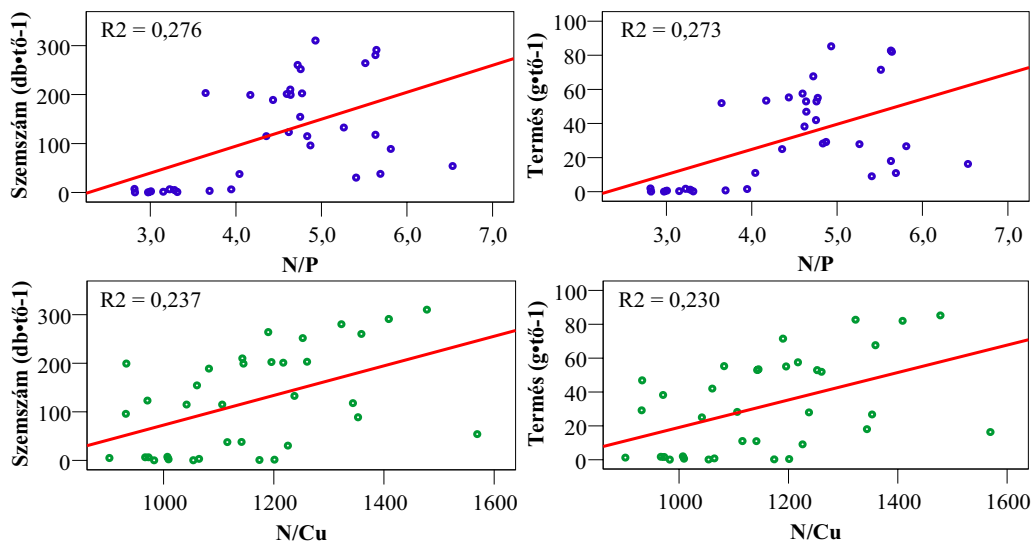 R2 = 0,276
Szemszám (db•tő-1)
300
200
100
0
3,0 4,0 5,0 6,0 7,0
N/P
R2 = 0,273
Termés (g•tő-1)
100
80
60
40
20
0
3,0 4,0 5,0 6,0 7,0
N/P
R2 = 0,237
Szemszám (db•tő-1)
300
200
100
0
1000 1200 1400 1600
N/Cu
R2 = 0,230
Termés (g•tő-1)
100
80
60
40
20
0
1000 1200 1400 1600
N/Cu